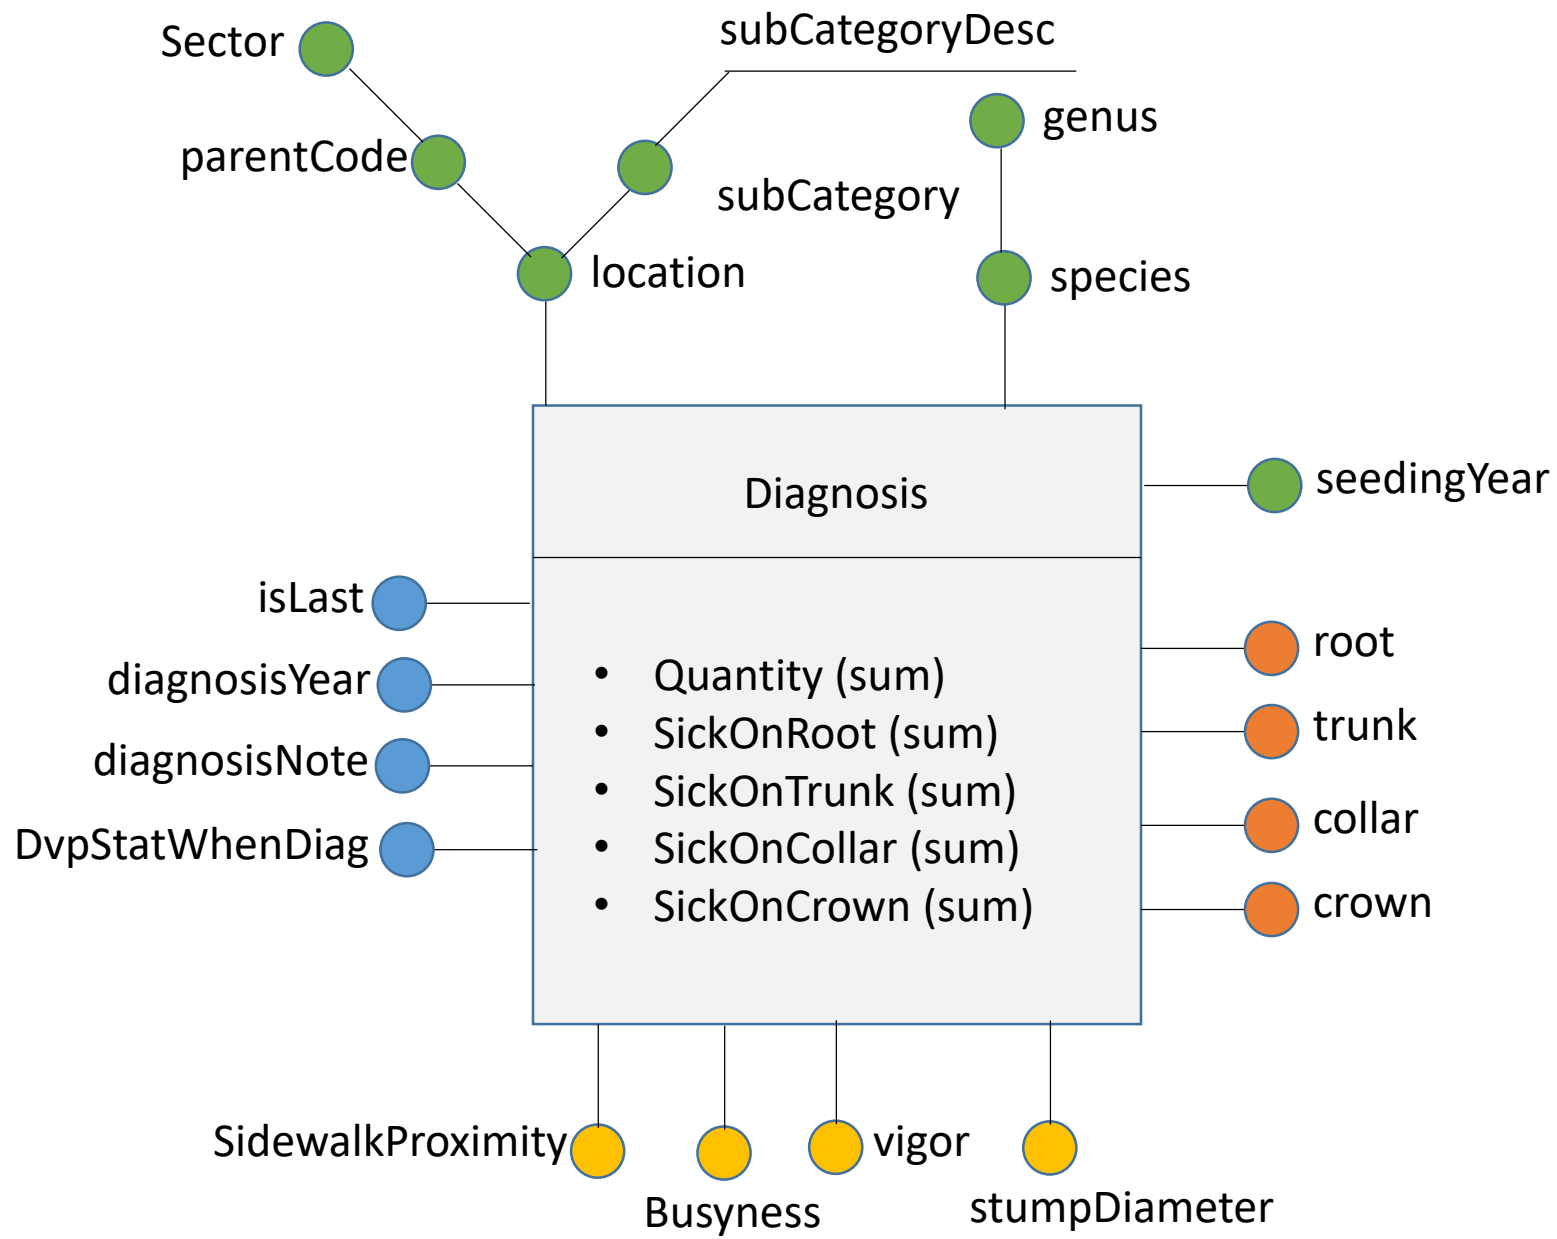 subCategoryDesc
Sector
genus
parentCode
subCategory
location
species
Diagnosis
seedingYear
isLast
root
diagnosisYear
• Quantity (sum)
trunk
• SickOnRoot (sum)
diagnosisNote
• SickOnTrunk (sum)
collar
DvpStatWhenDiag
• SickOnCollar (sum)
crown
• SickOnCrown (sum)
SidewalkProximity
vigor
Busyness
stumpDiameter